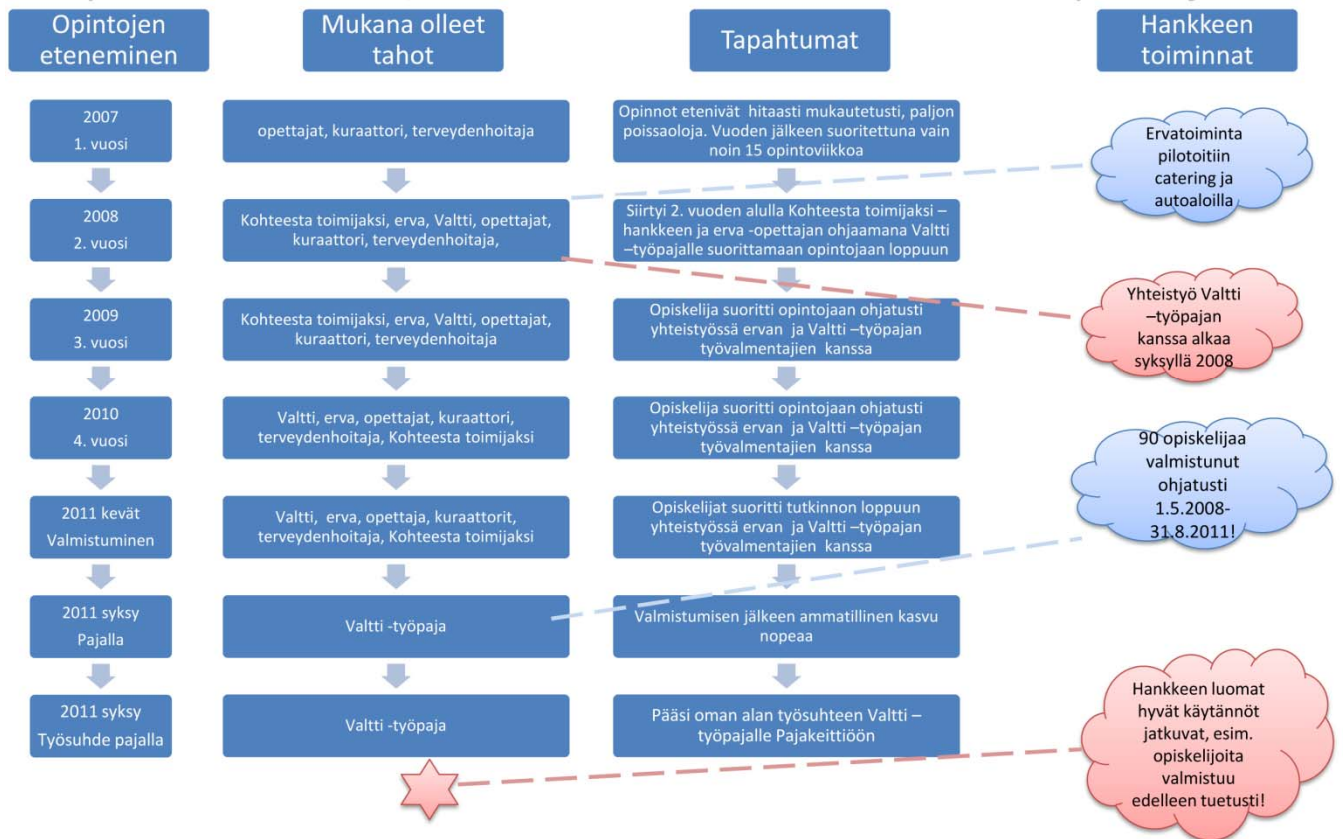 Opintojen
eteneminen
Mukana olleet
tahot
Tapahtumat
Hankkeen
toiminnat
2007
1. vuosi
opettajat, kuraattori, terveydenhoitaja
Opinnot etenivät hitaasti mukautetusti, paljon
poissaoloja. Vuoden jälkeen suoritettuna vain
noin 15 opintoviikkoa
Ervatoiminta
pilotoitiin
catering ja
autoaloilla
2008
2. vuosi
Kohteesta toimijaksi, erva, Valtti, opettajat,
kuraattori, terveydenhoitaja,
Siirtyi 2. vuoden alulla Kohteesta toimijaksi –
hankkeen ja erva -opettajan ohjaamana Valtti
–työpajalle suorittamaan opintojaan loppuun
Yhteistyö Valtti
–työpajan
kanssa alkaa
syksyllä 2008
2009
3. vuosi
Kohteesta toimijaksi, erva, Valtti, opettajat,
kuraattori, terveydenhoitaja
Opiskelija suoritti opintojaan ohjatusti
yhteistyössä ervan ja Valtti –työpajan
työvalmentajien kanssa
2010
4. vuosi
Valtti, erva, opettajat, kuraattori,
terveydenhoitaja, Kohteesta toimijaksi
Opiskelija suoritti opintojaan ohjatusti
yhteistyössä ervan ja Valtti –työpajan
työvalmentajien kanssa
90 opiskelijaa
valmistunut
ohjatusti
1.5.2008-
31.8.2011!
2011 kevät
Valmistuminen
Valtti, erva, opettaja, kuraattorit,
terveydenhoitaja, Kohteesta toimijaksi
Opiskelijat suoritti tutkinnon loppuun
yhteistyössä ervan ja Valtti –työpajan
työvalmentajien kanssa
2011 syksy
Pajalla
Valtti -työpaja
Valmistumisen jälkeen ammatillinen kasvu
nopeaa
2011 syksy
Työsuhde pajalla
Valtti -työpaja
Pääsi oman alan työsuhteen Valtti –
työpajalle Pajakeittiöön
Hankkeen luomat
hyvät käytännöt
jatkuvat, esim.
opiskelijoita
valmistuu
edelleen tuetusti!